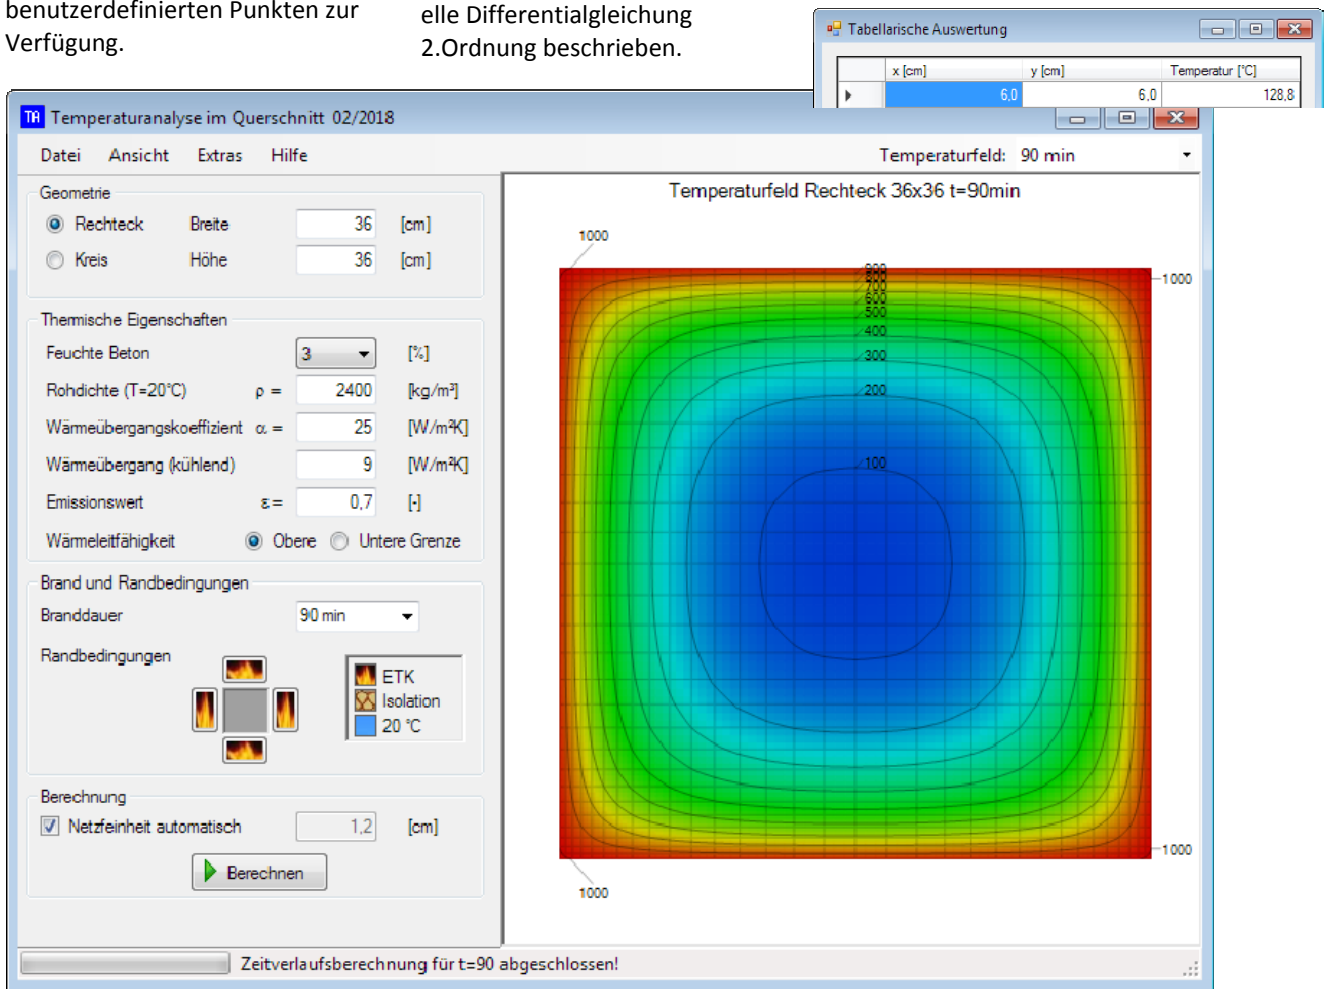 benutzerdefinierten Punkten zur
Verfügung.
elle Differentialgleichung
2.Ordnung beschrieben.
Tabellarische Auswertung
x [cm] y [cm] Temperatur [°C]
6,0 6,0 128,8
TA Temperaturanalyse im Querschnitt 02/2018
Datei Ansicht Extras Hilfe Temperaturfeld: 90 min
Geometrie
Rechteck Breite 36 [cm]
Kreis Höhe 36 [cm]
Thermische Eigenschaften
Feuchte Beton 3 [%]
Rohdichte (T=20°C) ρ = 2400 [kg/m³]
Wärmeübergangskoeffizient α = 25 [W/m²K]
Wärmeübergang (kühlend) 9 [W/m²K]
Emissionswert ε = 0,7 [-]
Wärmeleitfähigkeit Obere Untere Grenze
Brand und Randbedingungen
Branddauer 90 min
Randbedingungen
ETK
Isolation
20 °C
Berechnung
Netzfeinheit automatisch 1,2 [cm]
Berechnen
Temperaturfeld Rechteck 36x36 t=90min
1000
1000
900
800
700
600
500
400
300
200
100
1000
1000
Zeitverlaufsberechnung für t=90 abgeschlossen!